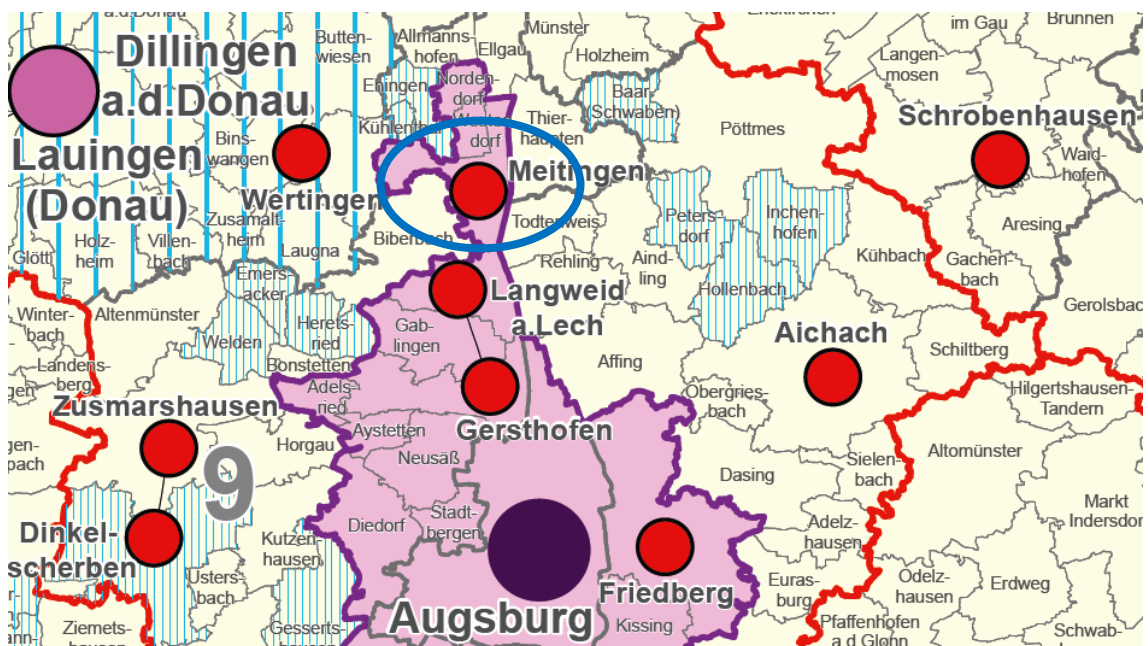 a.d.Donau
Dillingen
a.d.Donau
Lauingen
(Donau)
Butten-
wiesen
Allmanns-
hofen
Ellgau
Münster
Holzheim
im Gau
Brunnen
Langen-
mosen
Ehingen
Norden-
dorf
Baar
(Schwaben)
Pöttmes
Schrobenhausen
Kühlenthal
dorf
Thier-
haupten
Bins-
wangen
Wertingen
Meitingen
Waid-
hofen
Zusamalt-
heim
Villen-
bach
Holz-
heim
Glött
Laugna
Biberbach
Todtenweis
Peters-
dorf
Inchen-
hofen
Aresing
Kühbach
Gachen-
bach
Emers-
acker
Rehling
Aind-
ling
Hollenbach
Gerolsba
Winter-
bach
Altenmünster
Welden
Herets-
ried
Langweid
a.Lech
Gab-
lingen
Bonstetten
Affing
Aichach
Schiltberg
Landens-
berg
Adels-
ried
Obergries-
bach
Hilgertshausen-
Tandern
Zusmarshausen
Horgau
Aystetten
Gersthofen
Neusäß
Altomünster
9
Dasing
Sielen-
bach
Markt
Indersdor
Dinkel-
scherben
Kutzen-
hausen
Diedorf
Stadt-
bergen
Adelz-
hausen
Usters-
bach
Augsburg
Friedberg
Euras-
burg
Odelz-
hausen
Erdweg
Ziemets-
Gesserts-
hausen
Kissing
Pfaffenhofen
a.d.Glonn
Schwab-